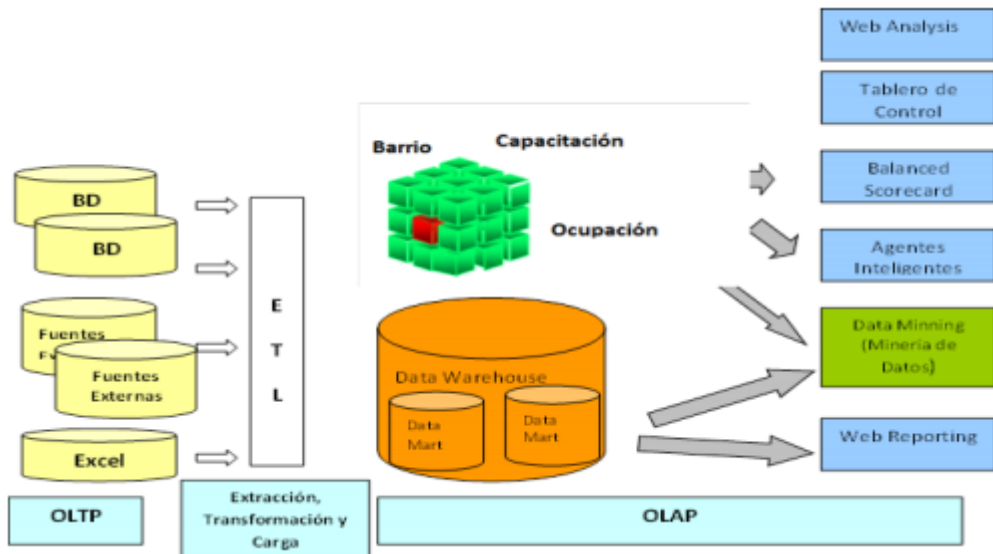 Web Analysis
Tablero de
Control
Barrio
Capacitación
Balanced
Scorecard
BD
BD
Ocupación
Agentes
Inteligentes
E
T
L
Fuentes
Fuentes
Externas
Data Warehouse
Data
Mart
Data
Mart
Data Minning
(Minería de
Datos)
Excel
Web Reporting
OLTP
Extracción,
Transformación y
Carga
OLAP